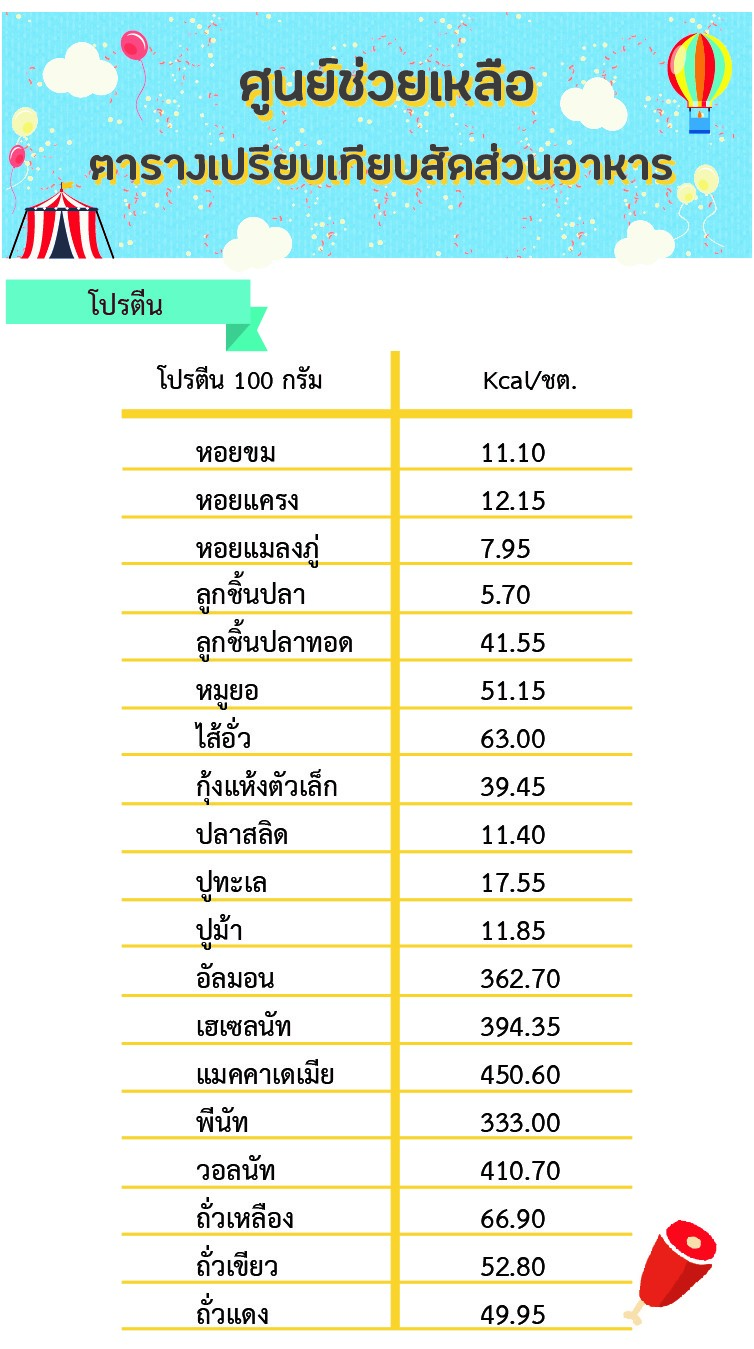 ศูนย์ช่วยเหลือ
ตารางเปรียบเทียบสัดส่วนอาหาร
โปรตีน
โปรตีน 100 กรัม Kcal/ชต.
หอยขม 11.10
หอยแครง 12.15
หอยแมลงภู่ 7.95
ลูกชิ้นปลา 5.70
ลูกชิ้นปลาทอด 41.55
หมูยอ 51.15
ไส้อั่ว 63.00
กุ้งแห้งตัวเล็ก 39.45
ปลาสลิด 11.40
ปูทะเล 17.55
ปูม้า 11.85
อัลมอน 362.70
เฮเซลนัท 394.35
แมคคาเดเมีย 450.60
พีนัท 333.00
วอลนัท 410.70
ถั่วเหลือง 66.90
ถั่วเขียว 52.80
ถั่วแดง 49.95